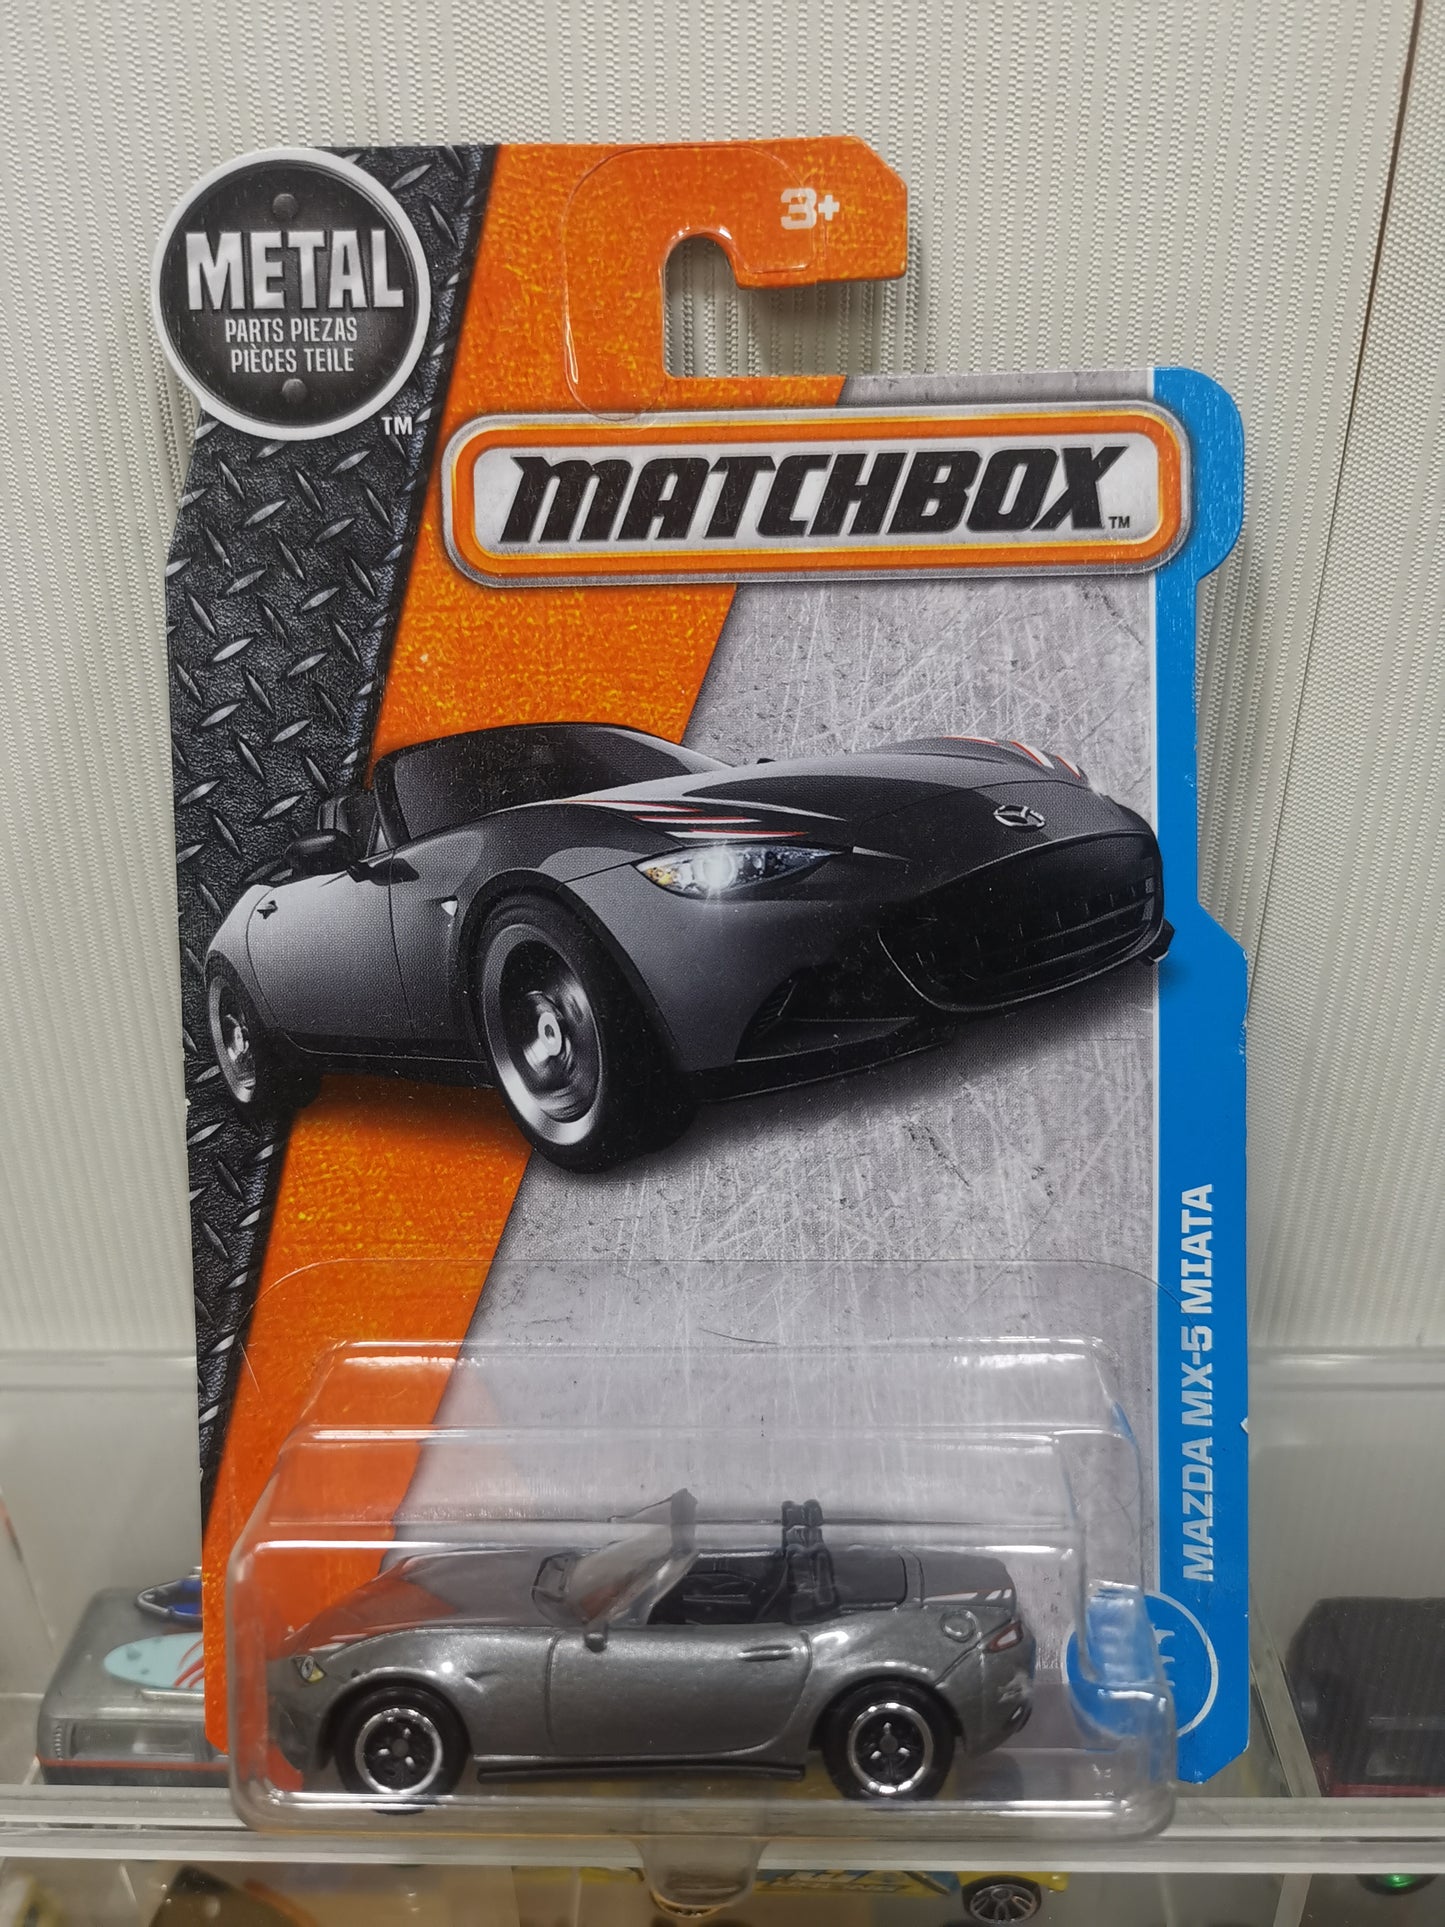 3+
METAL
PARTS PIEZAS
PIÈCES TEILE
TM
MATCHBOX TM
MAZDA MX-5 MIATA